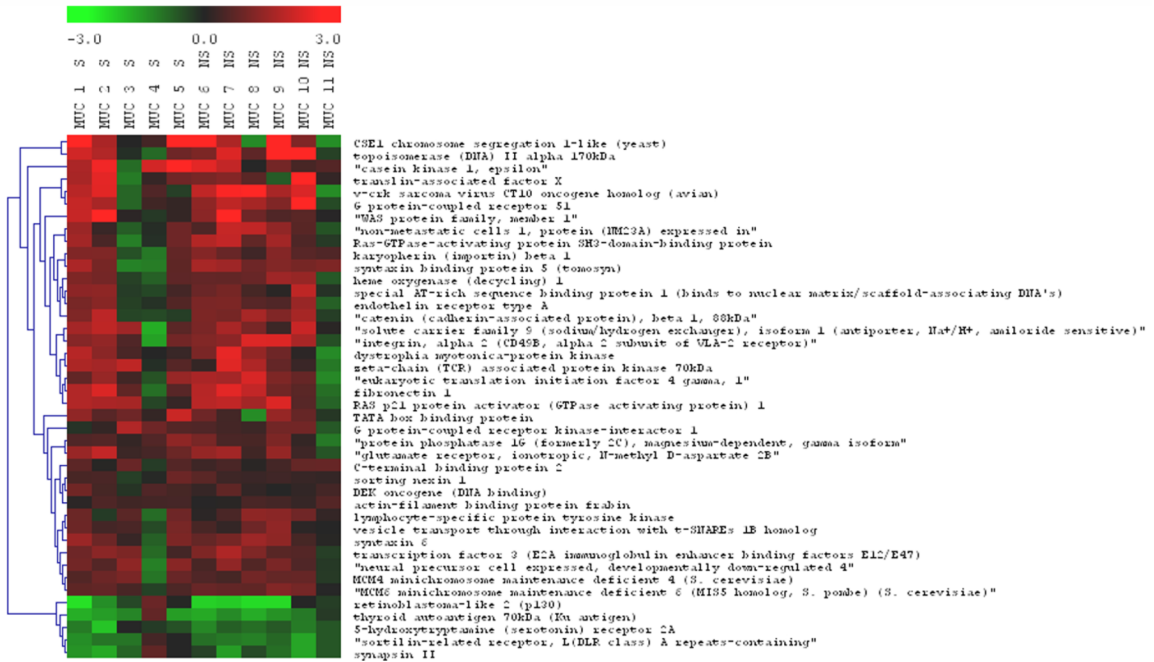 -3.0 0.0 3.0
MUC 1 S
MUC 2 S
MUC 3 S
MUC 4 S
MUC 5 S
MUC 6 NS
MUC 7 NS
MUC 8 NS
MUC 9 NS
MUC 10 NS
MUC 11 NS
CSE1 chromosome segregation 1-like (yeast)
topoisomerase (DNA) II alpha 170kDa
"casein kinase 1, epsilon"
translin-associated factor X
v-crk sarcoma virus CT10 oncogene homolog (avian)
G protein-coupled receptor 51
"WAS protein family, member 1"
"non-metastatic cells 1, protein (NM23A) expressed in"
Ras-GTPase-activating protein SH3-domain-binding protein
karyopherin (importin) beta 1
syntaxin binding protein 5 (tomosyn)
heme oxygenase (decycling) 1
special AT-rich sequence binding protein 1 (binds to nuclear matrix/scaffold-associating DNA's)
endothelin receptor type A
"catenin (cadherin-associated protein), beta 1, 88kDa"
"solute carrier family 9 (sodium/hydrogen exchanger), isoform 1 (antiporter, Na+/H+, amiloride sensitive)"
"integrin, alpha 2 (CD49B, alpha 2 subunit of VLA-2 receptor)"
dystrophia myotonica-protein kinase
zeta-chain (TCR) associated protein kinase 70kDa
"eukaryotic translation initiation factor 4 gamma, 1"
fibronectin 1
RAS p21 protein activator (GTPase activating protein) 1
TATA box binding protein
G protein-coupled receptor kinase-interactor 1
"protein phosphatase 1G (formerly 2C), magnesium-dependent, gamma isoform"
"glutamate receptor, ionotropic, N-methyl D-aspartate 2B"
C-terminal binding protein 2
sorting nexin 1
DEK oncogene (DNA binding)
actin-filament binding protein frabin
lymphocyte-specific protein tyrosine kinase
vesicle transport through interaction with t-SNAREs 1B homolog
syntaxin 6
transcription factor 3 (E2A immunoglobulin enhancer binding factors E12/E47)
"neural precursor cell expressed, developmentally down-regulated 4"
MCM4 minichromosome maintenance deficient 4 (S. cerevisiae)
"MCM6 minichromosome maintenance deficient 6 (MIS5 homolog, S. pombe) (S. cerevisiae)"
retinoblastoma-like 2 (p130)
thyroid autoantigen 70kDa (Ku antigen)
5-hydroxytryptamine (serotonin) receptor 2A
"sortilin-related receptor, L(DLR class) A repeats-containing"
synapsin II